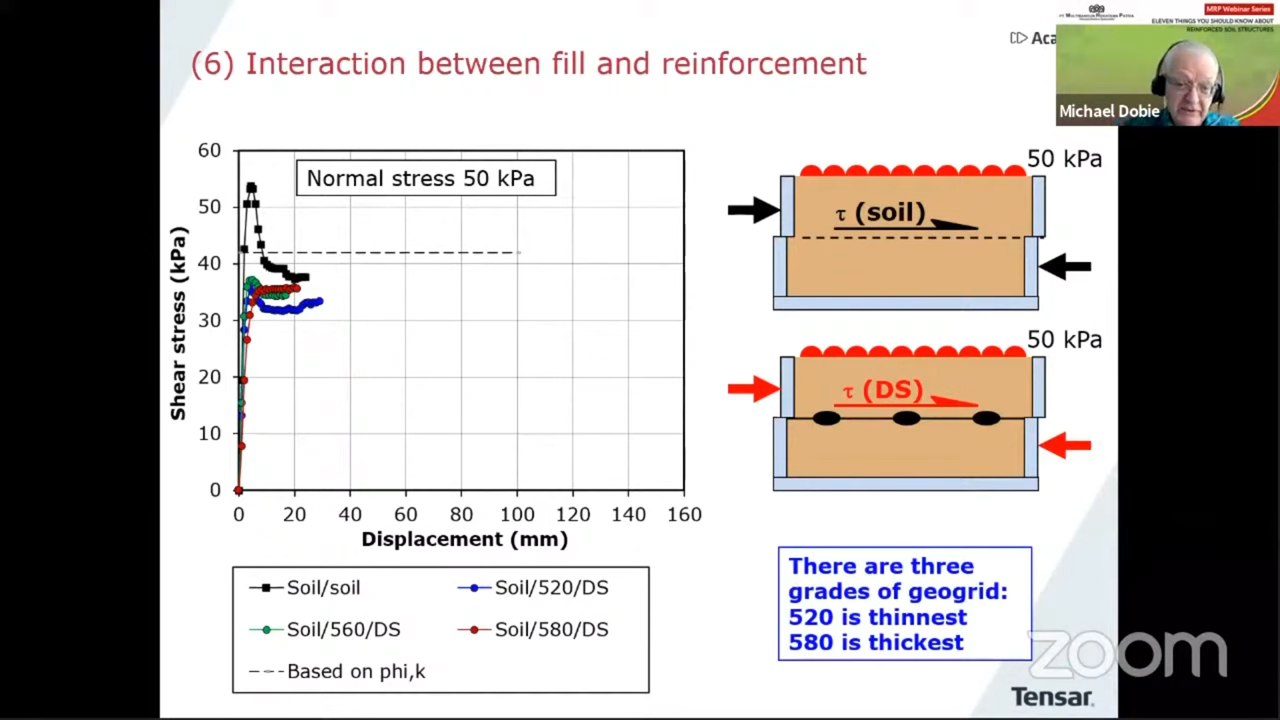 MRP Webinar Series
ELEVEN THINGS YOU SHOULD KNOW ABOUT
REINFORCED SOIL STRUCTURES
Aca
Michael Dobie
(6) Interaction between fill and reinforcement
Normal stress 50 kPa
Shear stress (kPa)
60
50
40
30
20
10
0
0 20 40 60 80 100 120 140 160
Displacement (mm)
Soil/soil
Soil/520/DS
Soil/560/DS
Soil/580/DS
Based on phi,k
50 kPa
τ (soil)
50 kPa
τ (DS)
There are three
grades of geogrid:
520 is thinnest
580 is thickest
zoom
Tensar